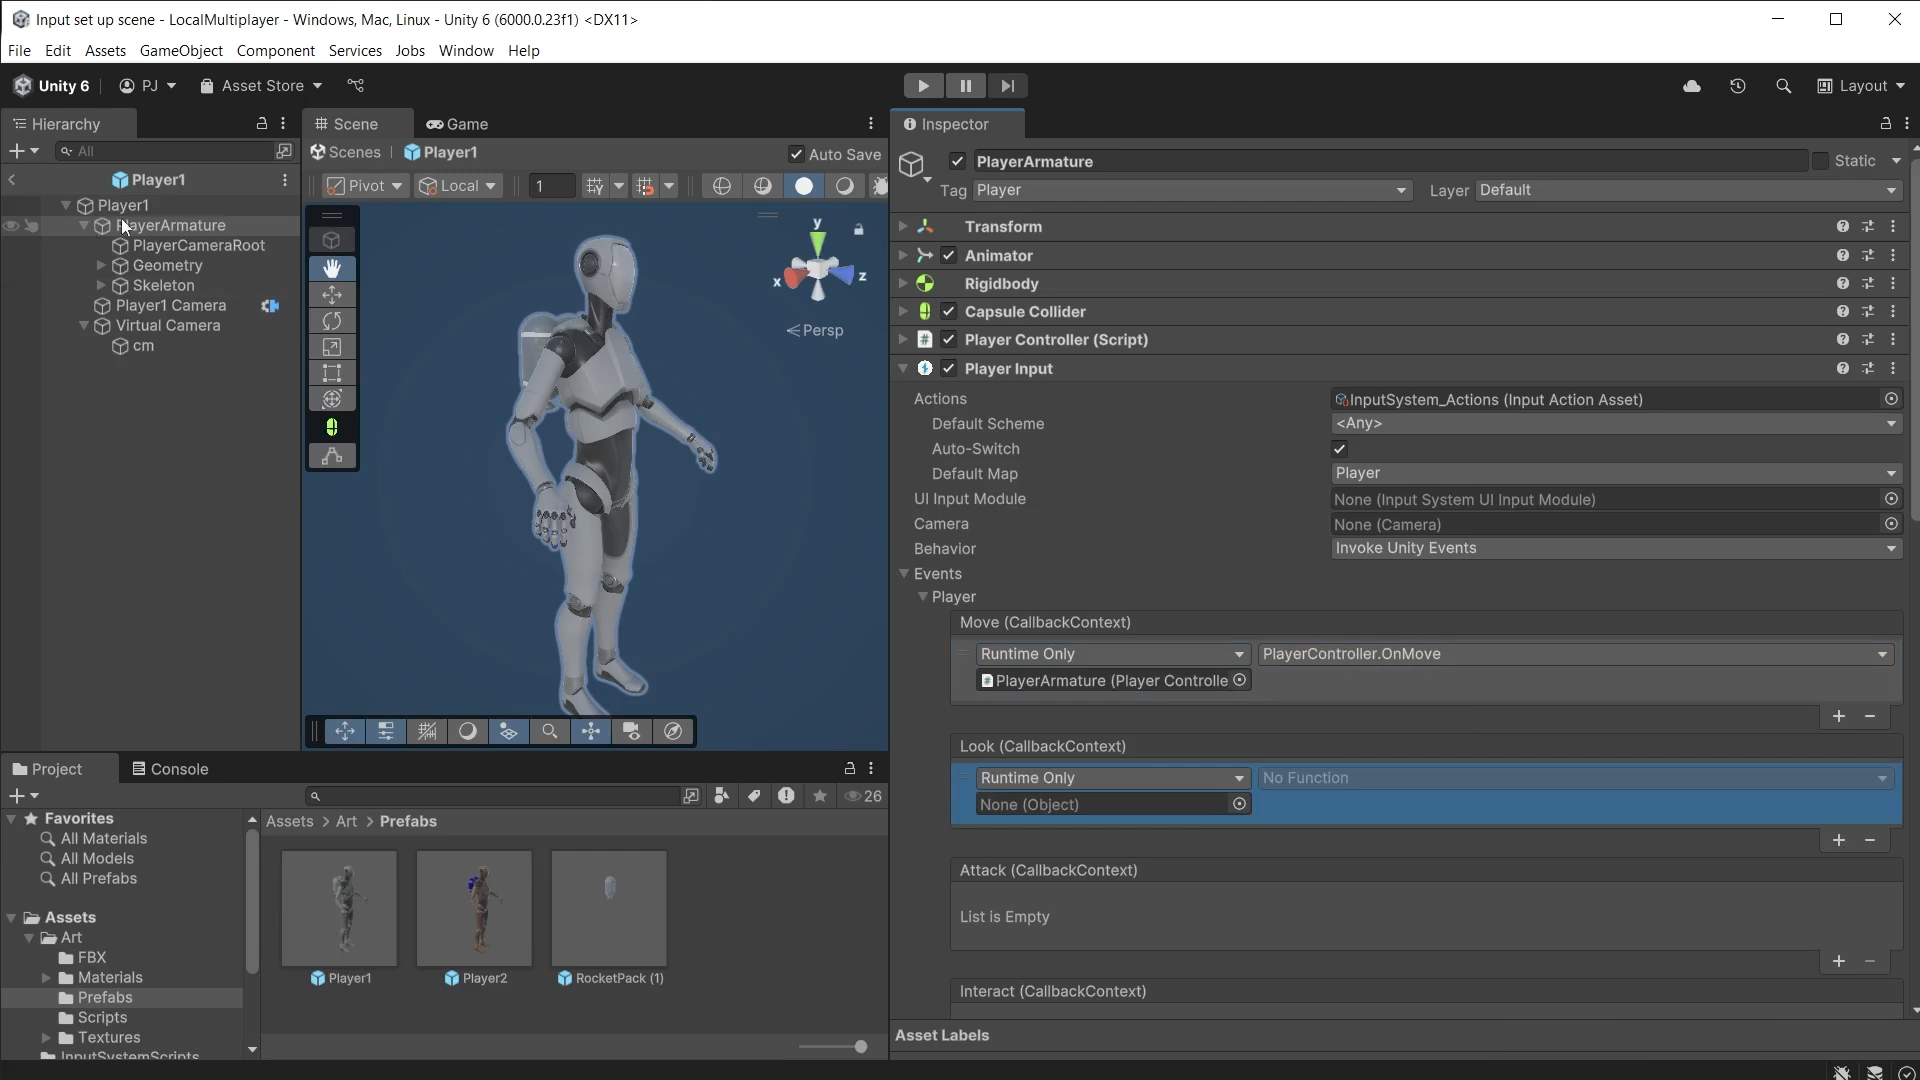 Input set up scene - LocalMultiplayer - Windows, Mac, Linux - Unity 6 (6000.0.23f1) <DX11>
File Edit Assets GameObject Component Services Jobs Window Help
Unity 6 PJ Asset Store Layout
Hierarchy
All
Player1
Player1
PlayerArmature
PlayerCameraRoot
Geometry
Skeleton
Player1 Camera
Virtual Camera
cm
Scene Game
Scenes Player1 Auto Save
Pivot Local 1
y
x
z
Persp
Inspector
PlayerArmature Static
Tag Player Layer Default
Transform
Animator
Rigidbody
Capsule Collider
Player Controller (Script)
Player Input
Actions InputSystem_Actions (Input Action Asset)
Default Scheme <Any>
Auto-Switch
Default Map Player
UI Input Module None (Input System UI Input Module)
Camera None (Camera)
Behavior Invoke Unity Events
Events
Player
Move (CallbackContext)
Runtime Only PlayerController.OnMove
PlayerArmature (Player Controlle
Look (CallbackContext)
Runtime Only No Function
None (Object)
Attack (CallbackContext)
List is Empty
Interact (CallbackContext)
Asset Labels
Project Console
26
Favorites
All Materials
All Models
All Prefabs
Assets
Art
FBX
Materials
Prefabs
Scripts
Textures
InputSystemScripts
Assets > Art > Prefabs
Player1 Player2 RocketPack (1)